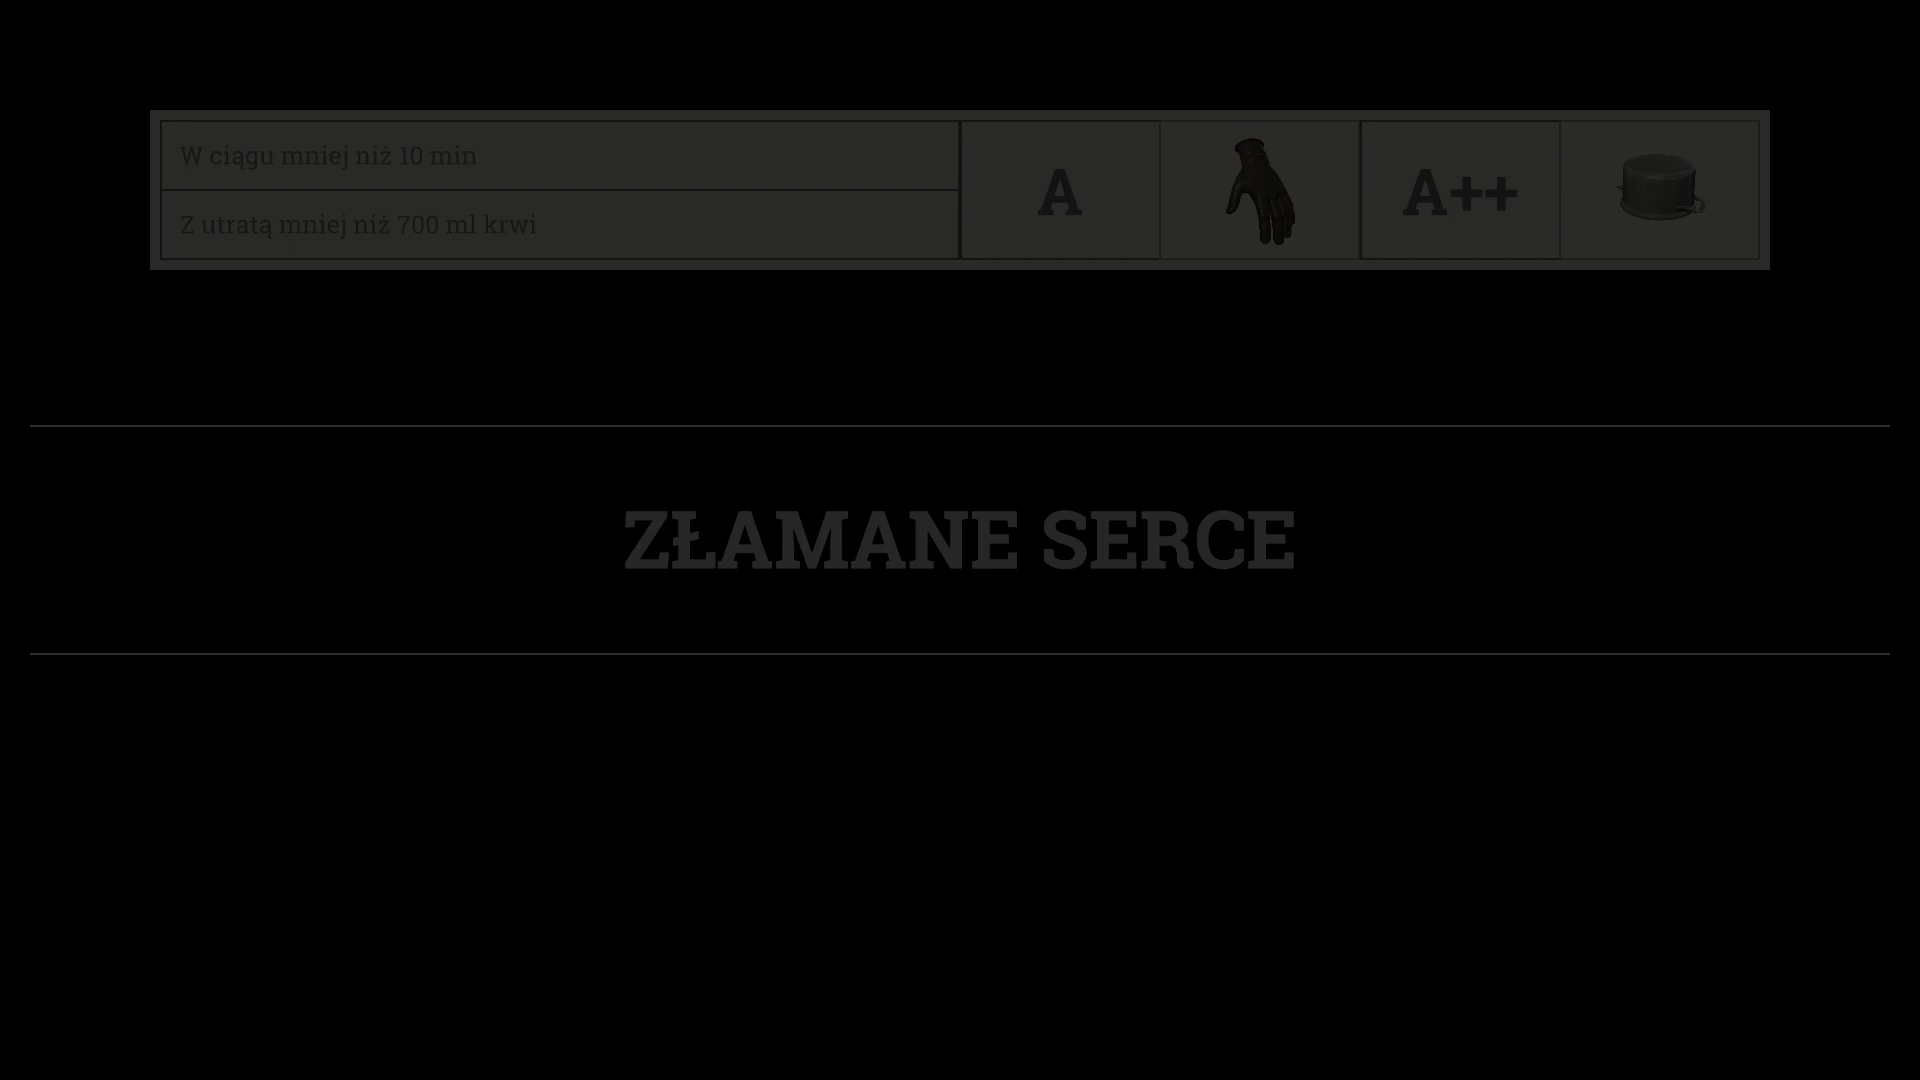 W ciągu mniej niż 10 min
Z utratą mniej niż 700 ml krwi
A
A++
ZŁAMANE SERCE